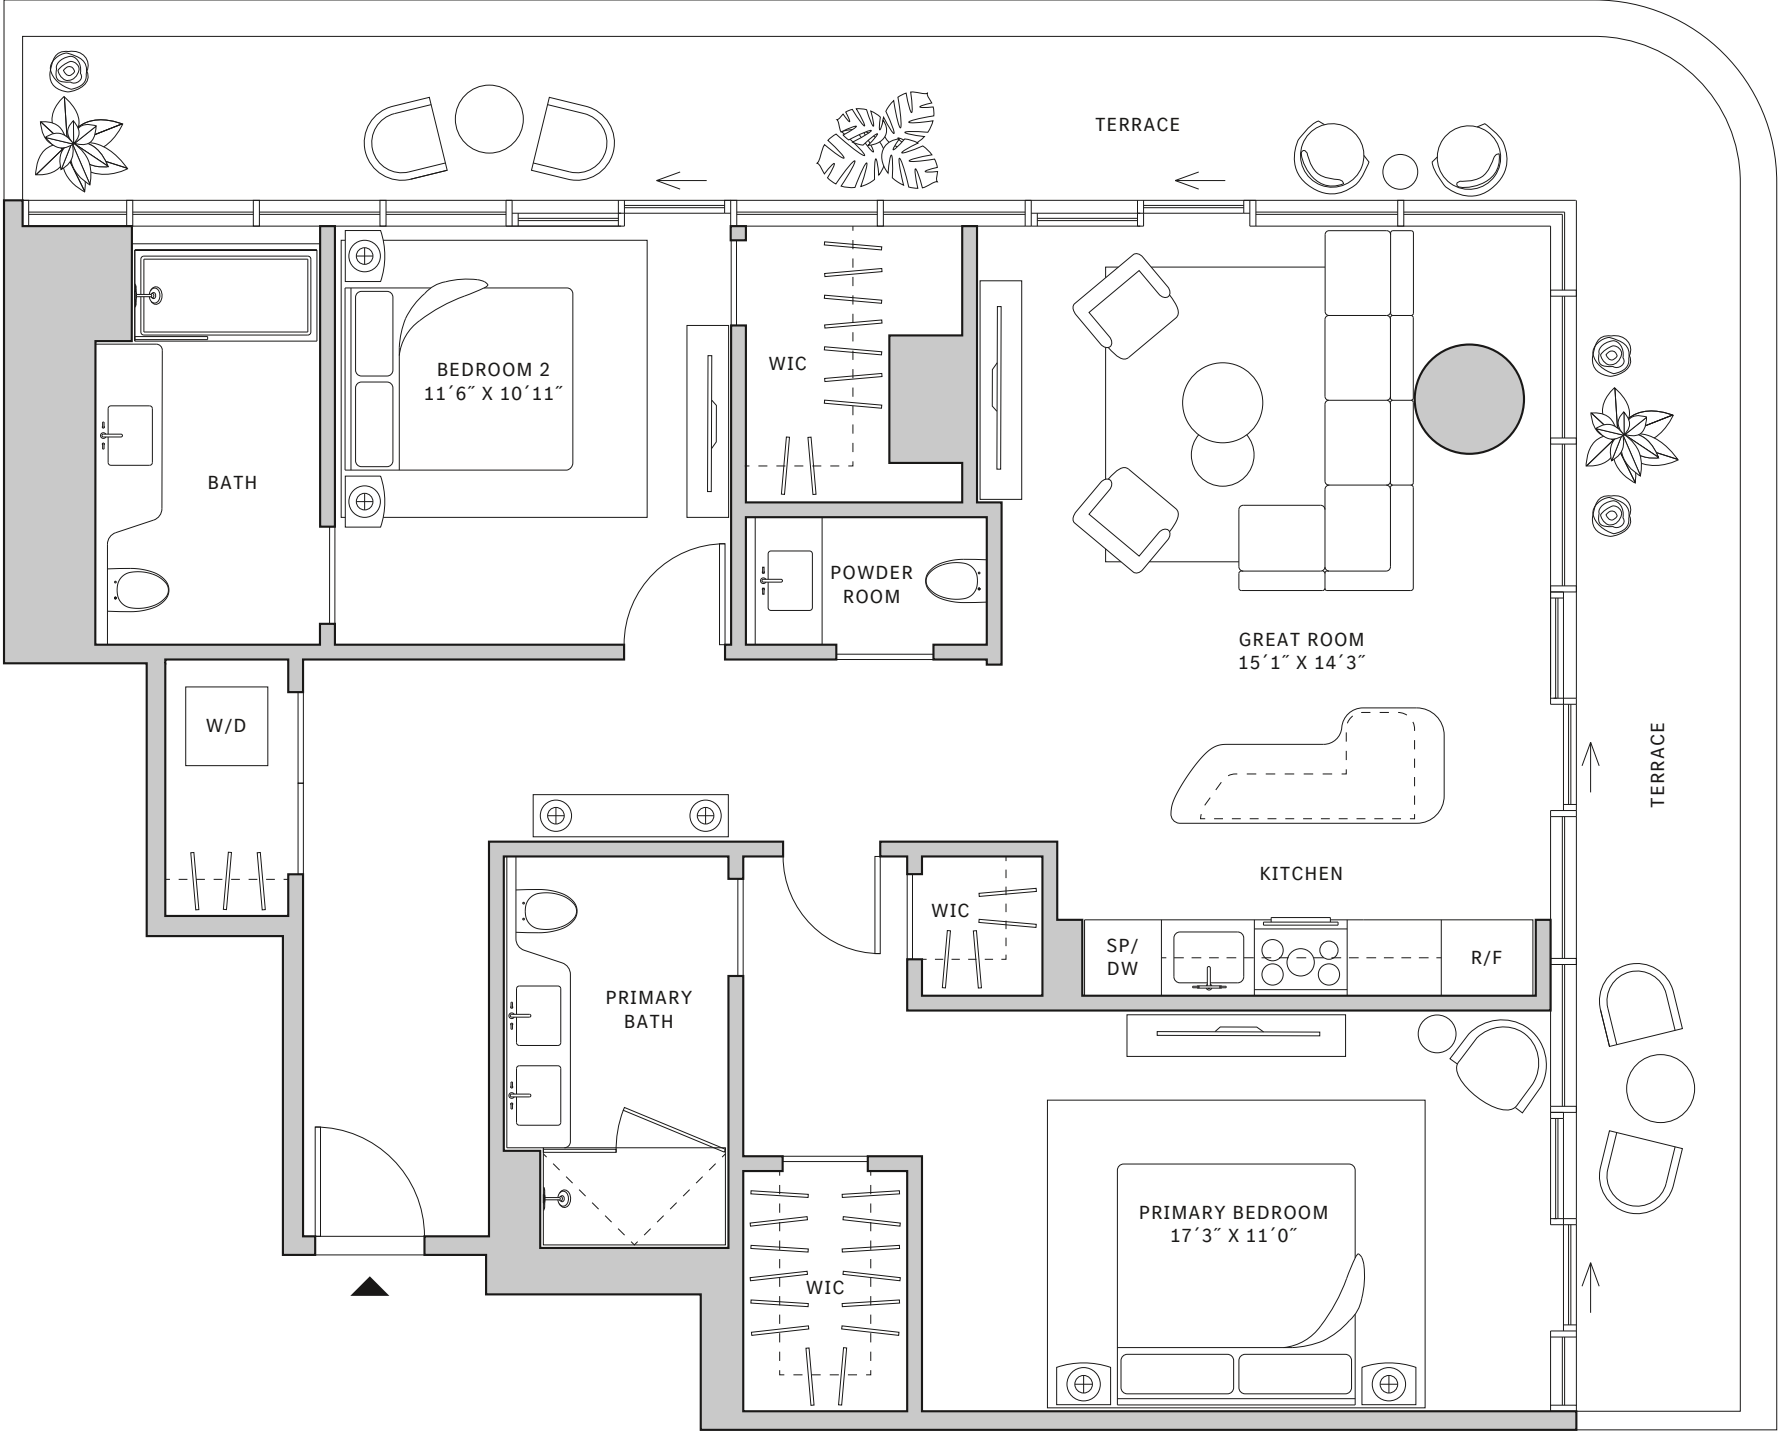 TERRACE
BEDROOM 2
11´6˝ X 10´11˝
WIC
BATH
POWDER
ROOM
GREAT ROOM
15´1˝ X 14´3˝
W/D
TERRACE
KITCHEN
WIC
SP/
DW
R/F
PRIMARY
BATH
PRIMARY BEDROOM
17´3˝ X 11´0˝
WIC